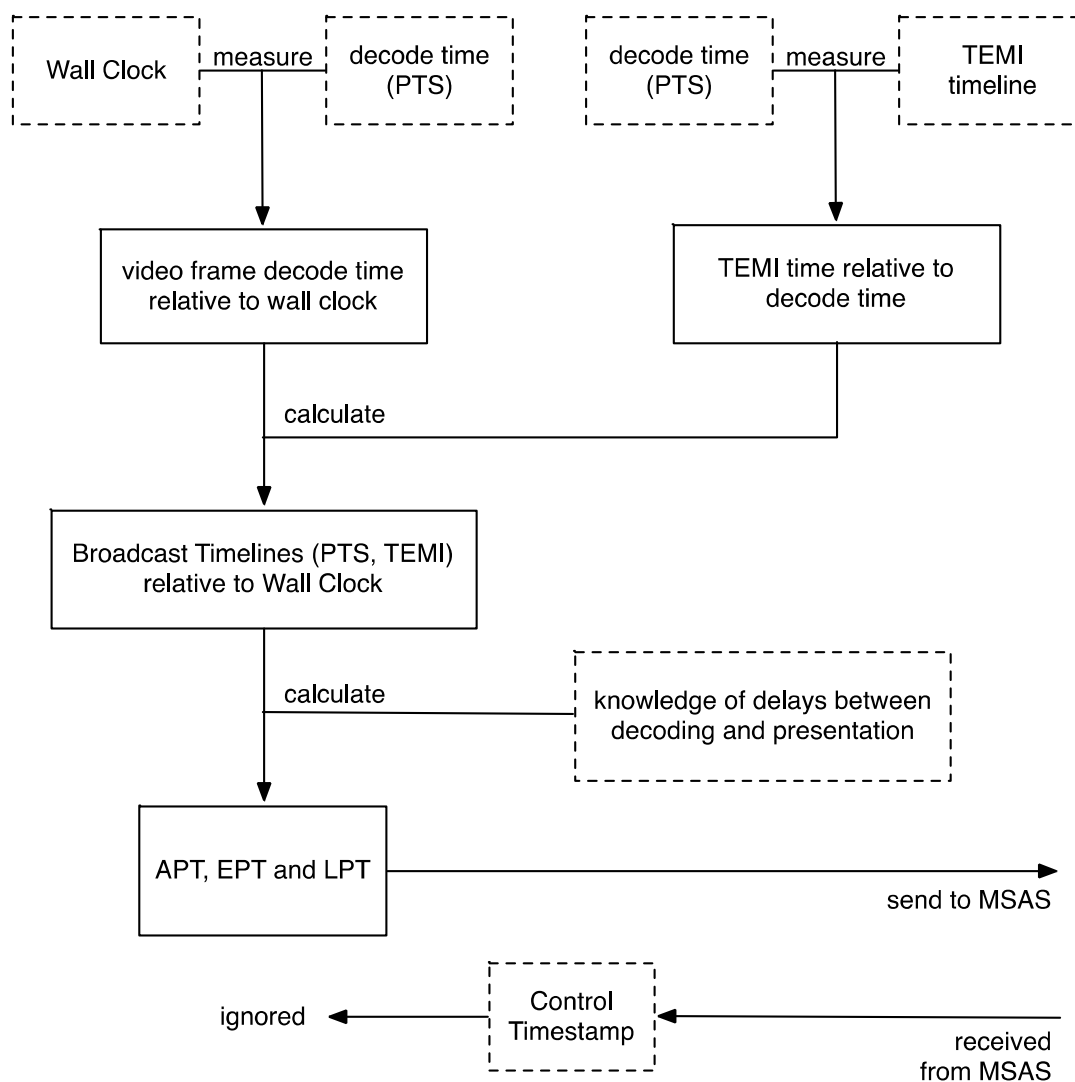 Wall Clock
measure
decode time
(PTS)
decode time
(PTS)
measure
TEMI
timeline
video frame decode time
relative to wall clock
TEMI time relative to
decode time
calculate
Broadcast Timelines (PTS, TEMI)
relative to Wall Clock
calculate
knowledge of delays between
decoding and presentation
APT, EPT and LPT
send to MSAS
ignored
Control
Timestamp
received
from MSAS